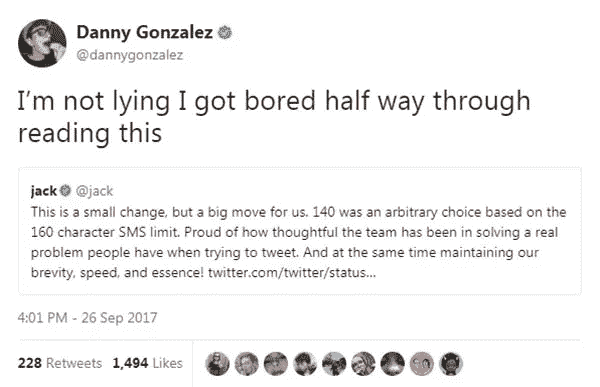 Danny Gonzalez
@dannygonzalez
I'm not lying I got bored half way through
reading this
jack @jack
This is a small change, but a big move for us. 140 was an arbitrary choice based on the
160 character SMS limit. Proud of how thoughtful the team has been in solving a real
problem people have when trying to tweet. And at the same time maintaining our
brevity, speed, and essence! twitter.com/twitter/status...
4:01 PM - 26 Sep 2017
228 Retweets 1,494 Likes